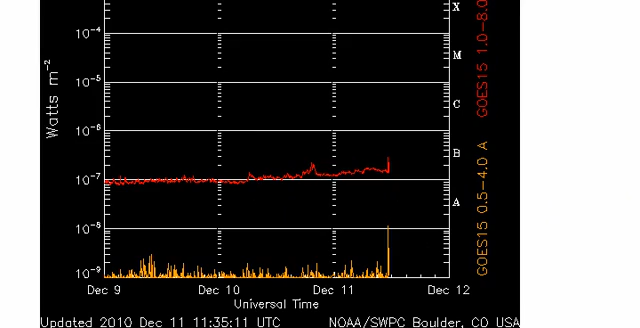 X
10⁻⁴
M
10⁻⁵
C
10⁻⁶
B
10⁻⁷
A
10⁻⁸
10⁻⁹
Watts m⁻²
GOES15 1.0-8.0
GOES15 0.5-4.0 A
Dec 9 Dec 10 Dec 11 Dec 12
Universal Time
Updated 2010 Dec 11 11:35:11 UTC NOAA/SWPC Boulder, CO USA